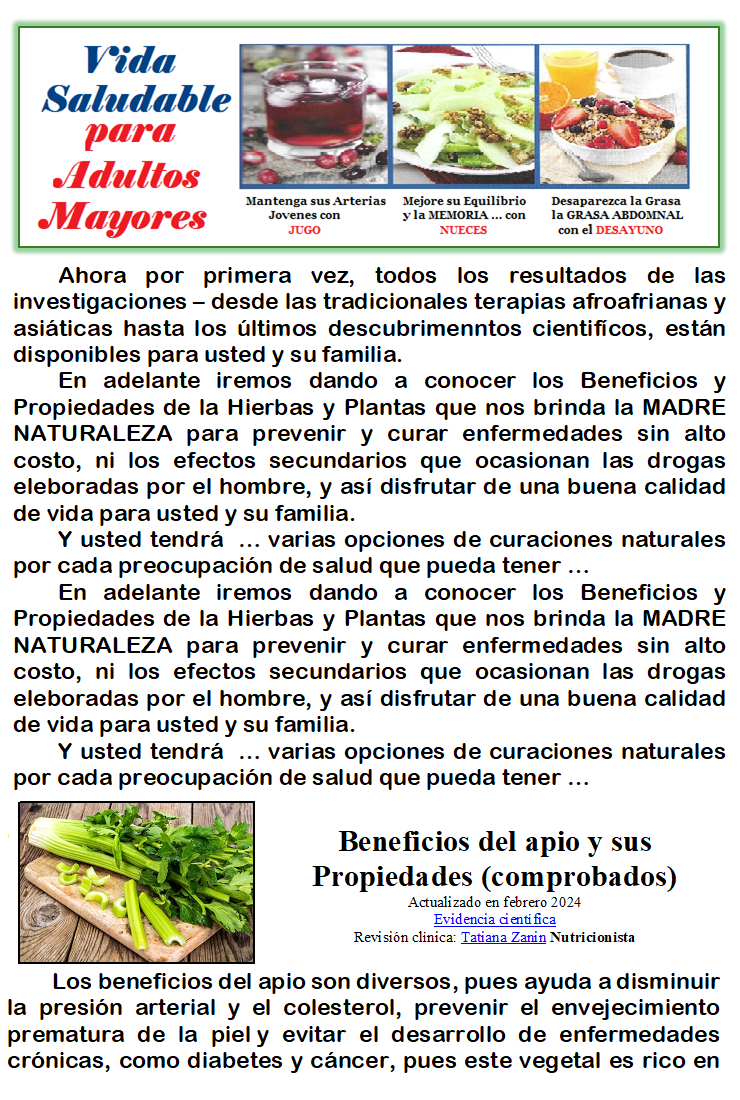 Vida
Saludable
para
Adultos
Mayores
Mantenga sus Arterias
Jovenes con
JUGO
Mejore su Equilibrio
y la MEMORIA ... con
NUECES
Desaparezca la Grasa
la GRASA ABDOMNAL
con el DESAYUNO
Ahora por primera vez, todos los resultados de las
investigaciones – desde las tradicionales terapias afroafrianas y
asiáticas hasta los últimos descubrimenntos cientifícos, están
disponibles para usted y su familia.
En adelante iremos dando a conocer los Beneficios y
Propiedades de la Hierbas y Plantas que nos brinda la MADRE
NATURALEZA para prevenir y curar enfermedades sin alto
costo, ni los efectos secundarios que ocasionan las drogas
eleboradas por el hombre, y así disfrutar de una buena calidad
de vida para usted y su familia.
Y usted tendrá ... varias opciones de curaciones naturales
por cada preocupación de salud que pueda tener ...
En adelante iremos dando a conocer los Beneficios y
Propiedades de la Hierbas y Plantas que nos brinda la MADRE
NATURALEZA para prevenir y curar enfermedades sin alto
costo, ni los efectos secundarios que ocasionan las drogas
eleboradas por el hombre, y así disfrutar de una buena calidad
de vida para usted y su familia.
Y usted tendrá ... varias opciones de curaciones naturales
por cada preocupación de salud que pueda tener ...
Beneficios del apio y sus
Propiedades (comprobados)
Actualizado en febrero 2024
Evidencia cientifica
Revisión clinica: Tatiana Zanin Nutricionista
Los beneficios del apio son diversos, pues ayuda a disminuir
la presión arterial y el colesterol, prevenir el envejecimiento
prematura de la piel y evitar el desarrollo de enfermedades
crónicas, como diabetes y cáncer, pues este vegetal es rico en